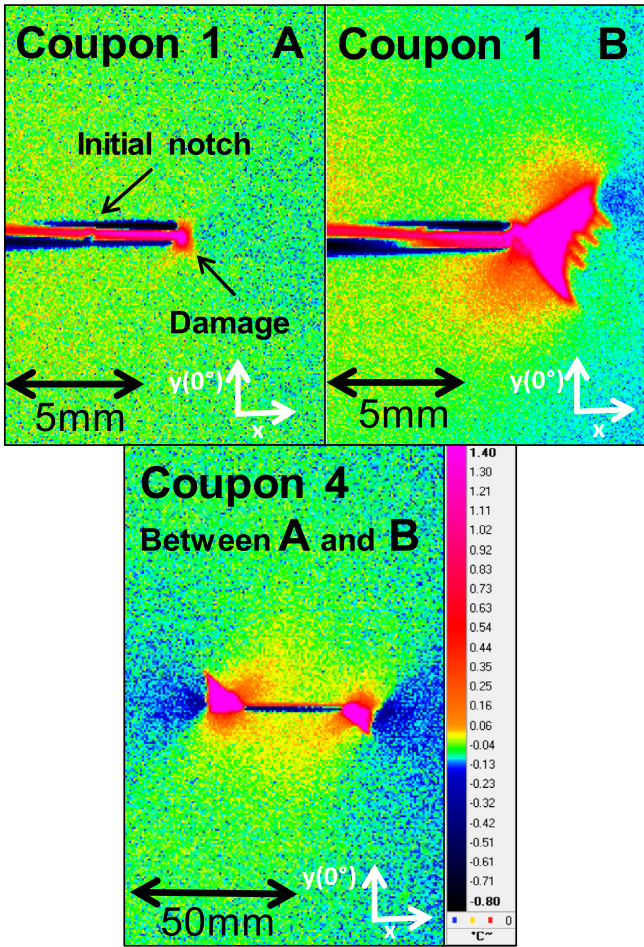 Coupon 1 A
Initial notch
Damage
5mm
y(0°)
x
Coupon 1 B
5mm
y(0°)
x
Coupon 4
Between A and B
50mm
y(0°)
x
1.40
1.30
1.21
1.11
1.02
0.92
0.83
0.73
0.63
0.54
0.44
0.35
0.25
0.16
0.06
-0.04
-0.13
-0.23
-0.32
-0.42
-0.51
-0.61
-0.71
-0.80
0
°C~